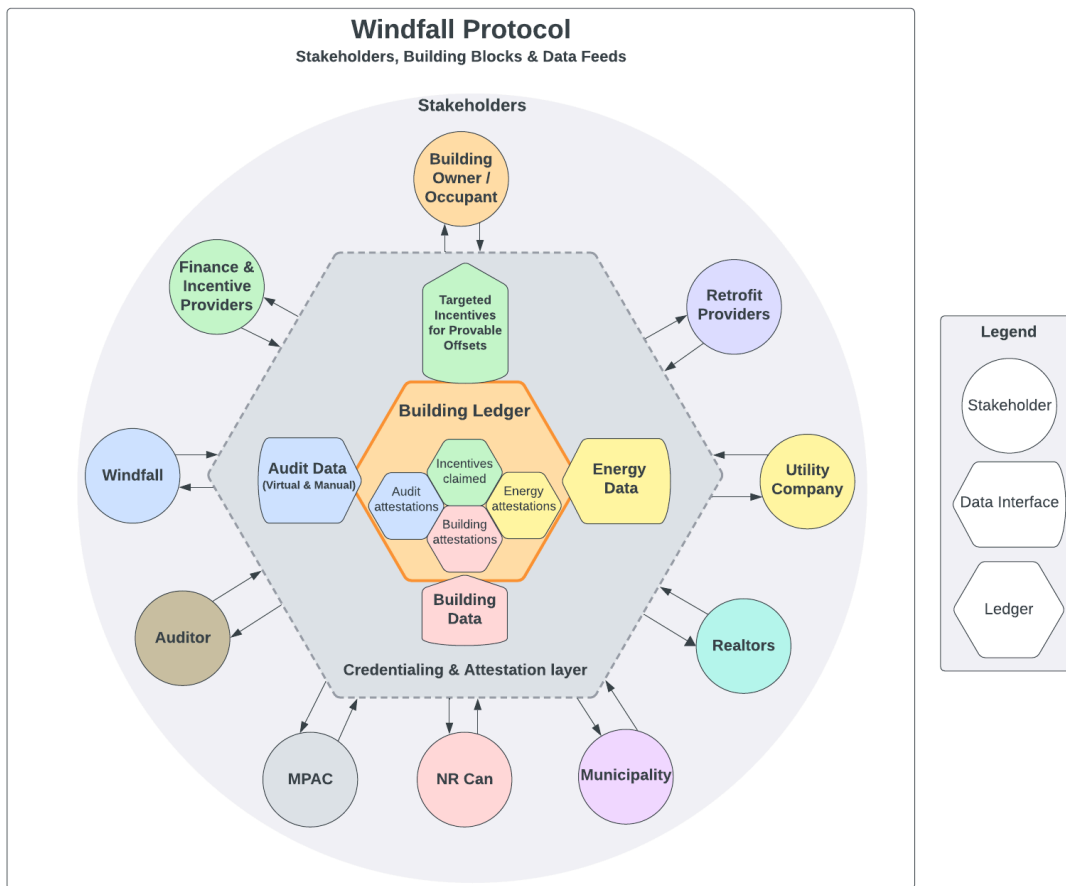 Windfall Protocol
Stakeholders, Building Blocks & Data Feeds
Stakeholders
Building
Owner /
Occupant
Finance &
Incentive
Providers
Retrofit
Providers
Targeted
Incentives
for Provable
Offsets
Building Ledger
Windfall
Audit Data
(Virtual & Manual)
Incentives
claimed
Audit
attestations
Energy
attestations
Building
attestations
Energy
Data
Utility
Company
Building
Data
Auditor
Realtors
Credentialing & Attestation layer
MPAC
NR Can
Municipality
Legend
Stakeholder
Data Interface
Ledger